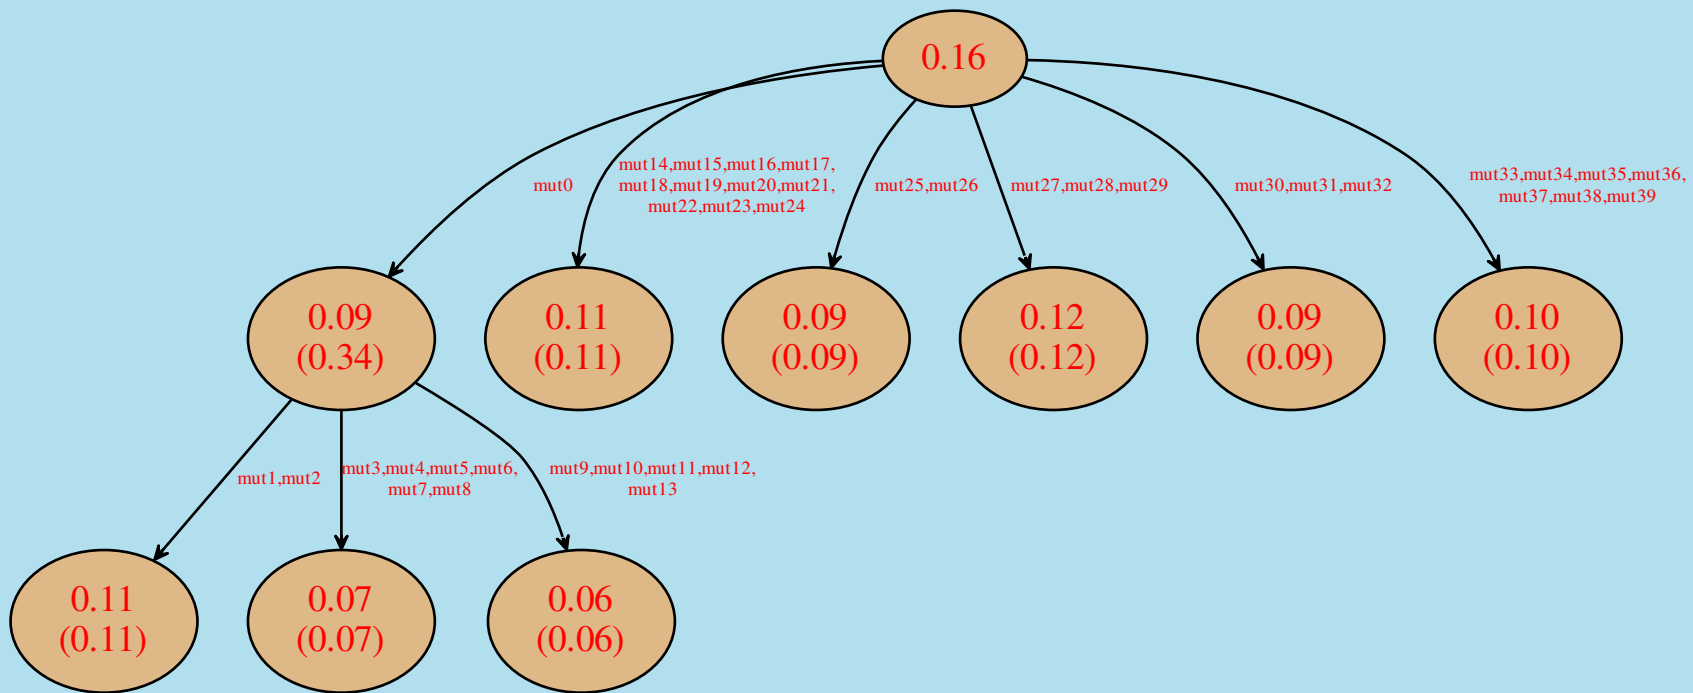 0.16
mut0
mut14,mut15,mut16,mut17,
mut18,mut19,mut20,mut21,
mut22,mut23,mut24
mut25,mut26
mut27,mut28,mut29
mut30,mut31,mut32
mut33,mut34,mut35,mut36,
mut37,mut38,mut39
0.09
(0.34)
0.11
(0.11)
0.09
(0.09)
0.12
(0.12)
0.09
(0.09)
0.10
(0.10)
mut1,mut2
mut3,mut4,mut5,mut6,
mut7,mut8
mut9,mut10,mut11,mut12,
mut13
0.11
(0.11)
0.07
(0.07)
0.06
(0.06)